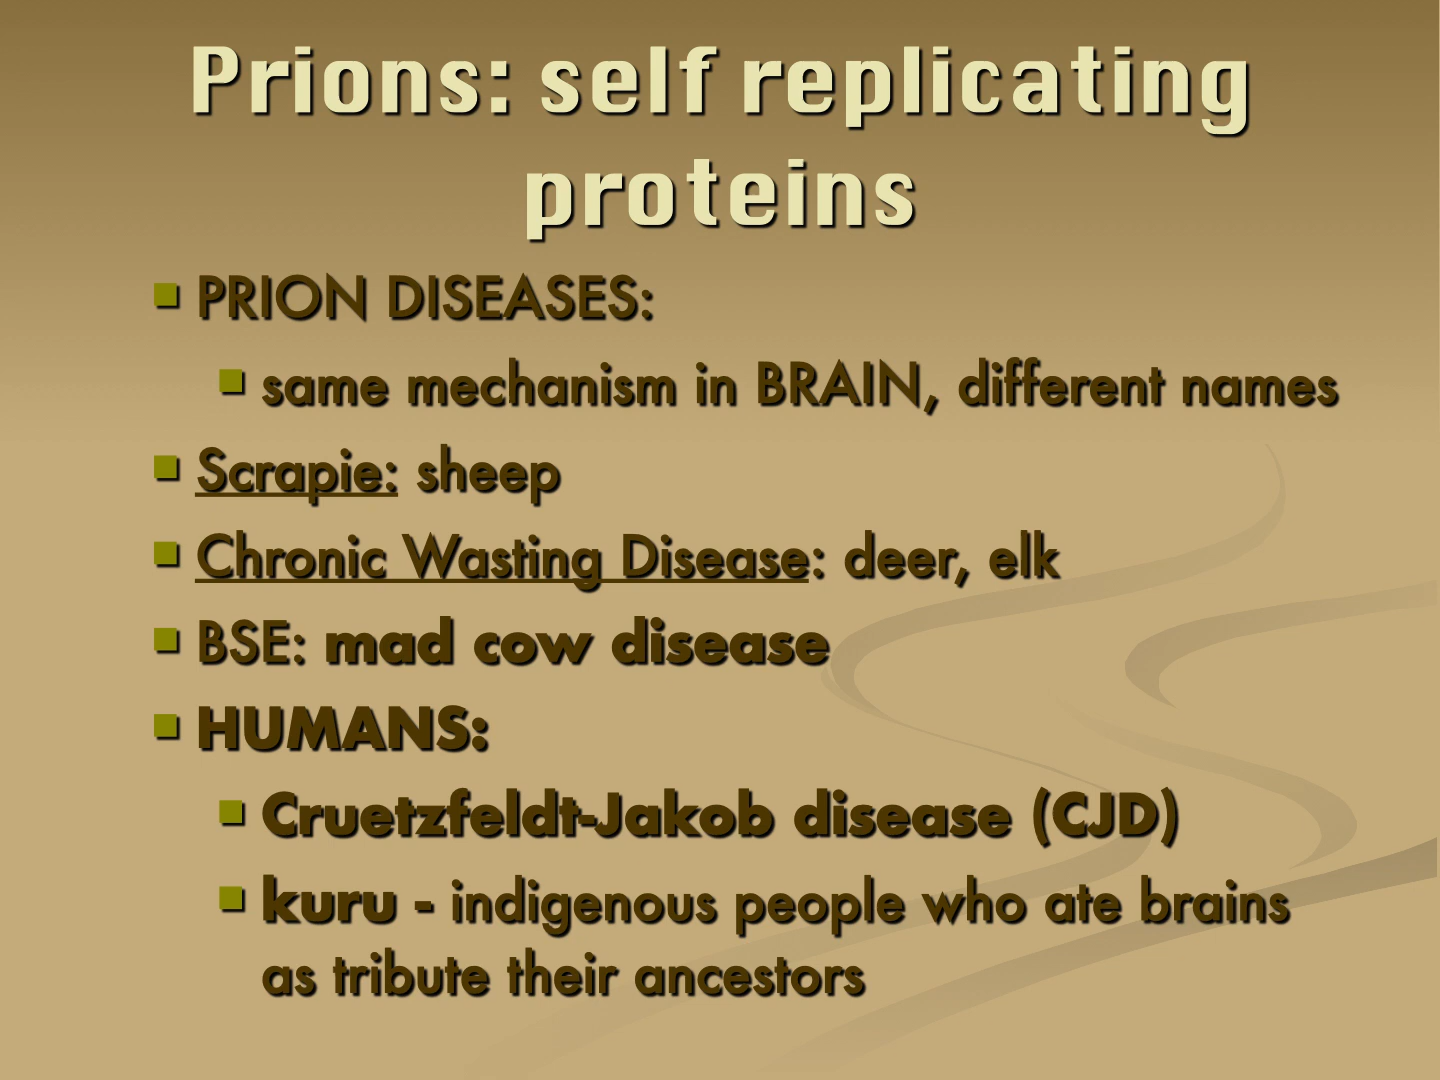 Prions: self replicating
proteins
PRION DISEASES:
same mechanism in BRAIN, different names
Scrapie: sheep
Chronic Wasting Disease: deer, elk
BSE: mad cow disease
HUMANS:
Cruetzfeldt-Jakob disease (CJD)
kuru - indigenous people who ate brains
as tribute their ancestors